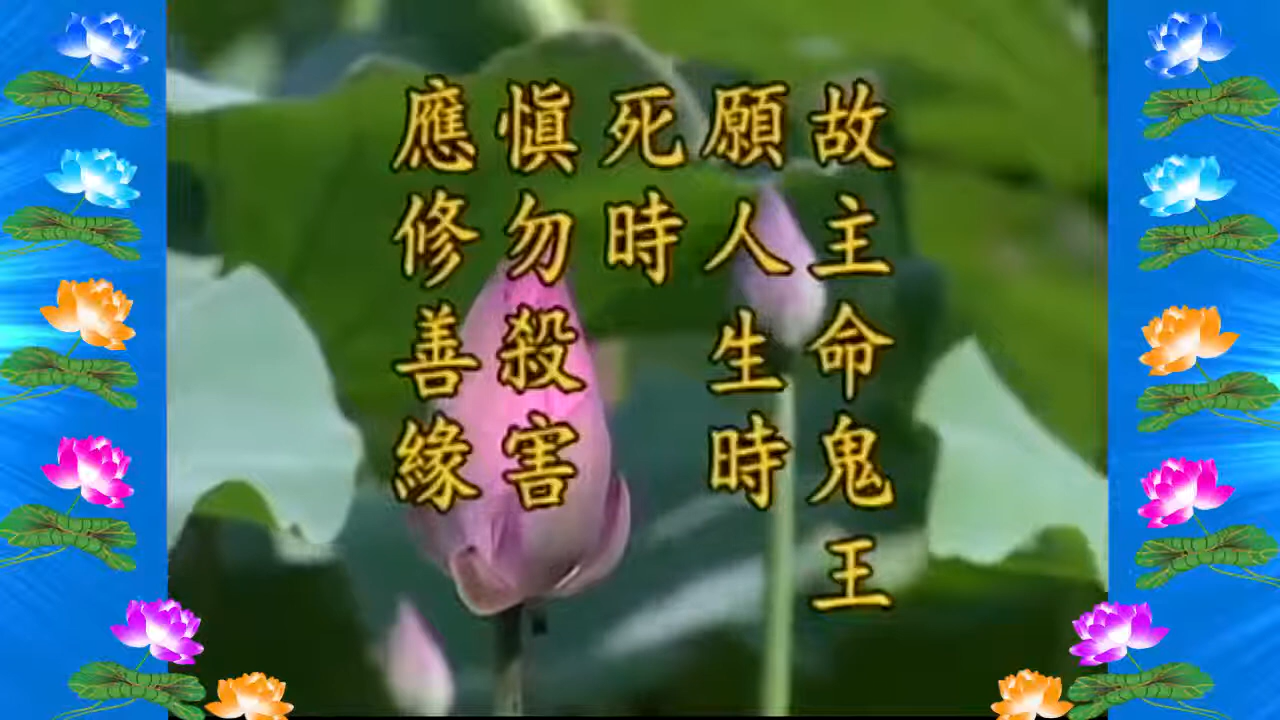 故主命鬼王
願人生時
死時
慎勿殺害
應修善緣